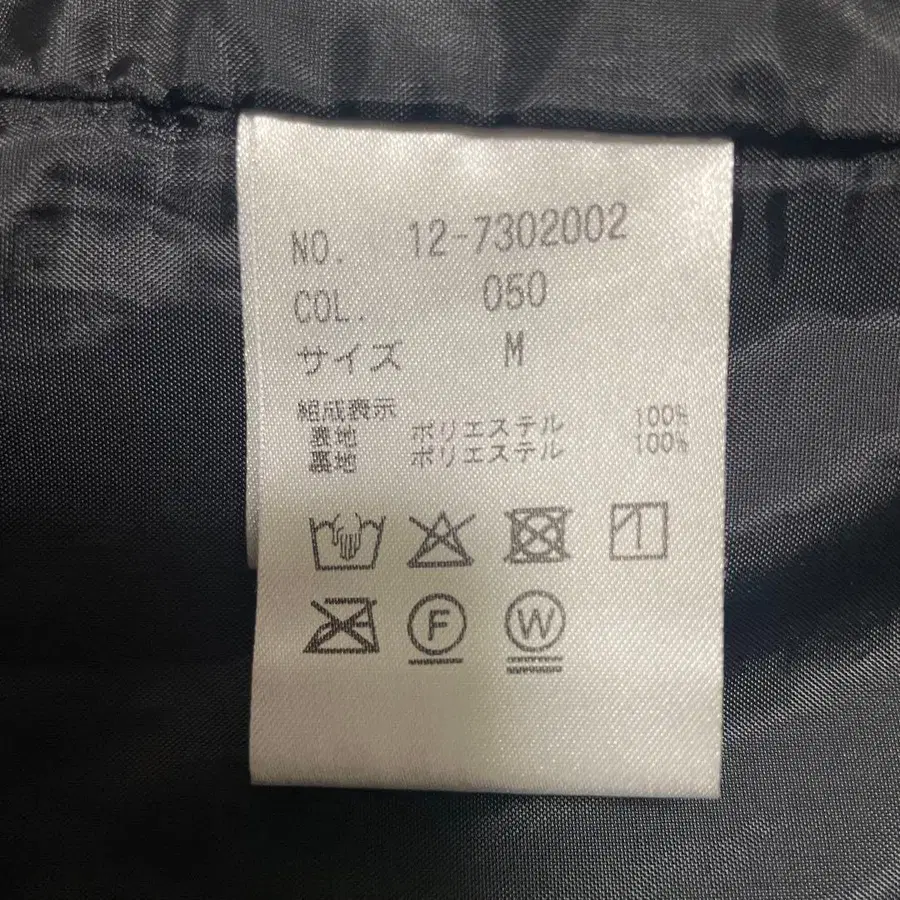 NO. 12-7302002
COL. 050
サイズ M
組成表示
表地 ポリエステル 100%
裏地 ポリエステル 100%
F W